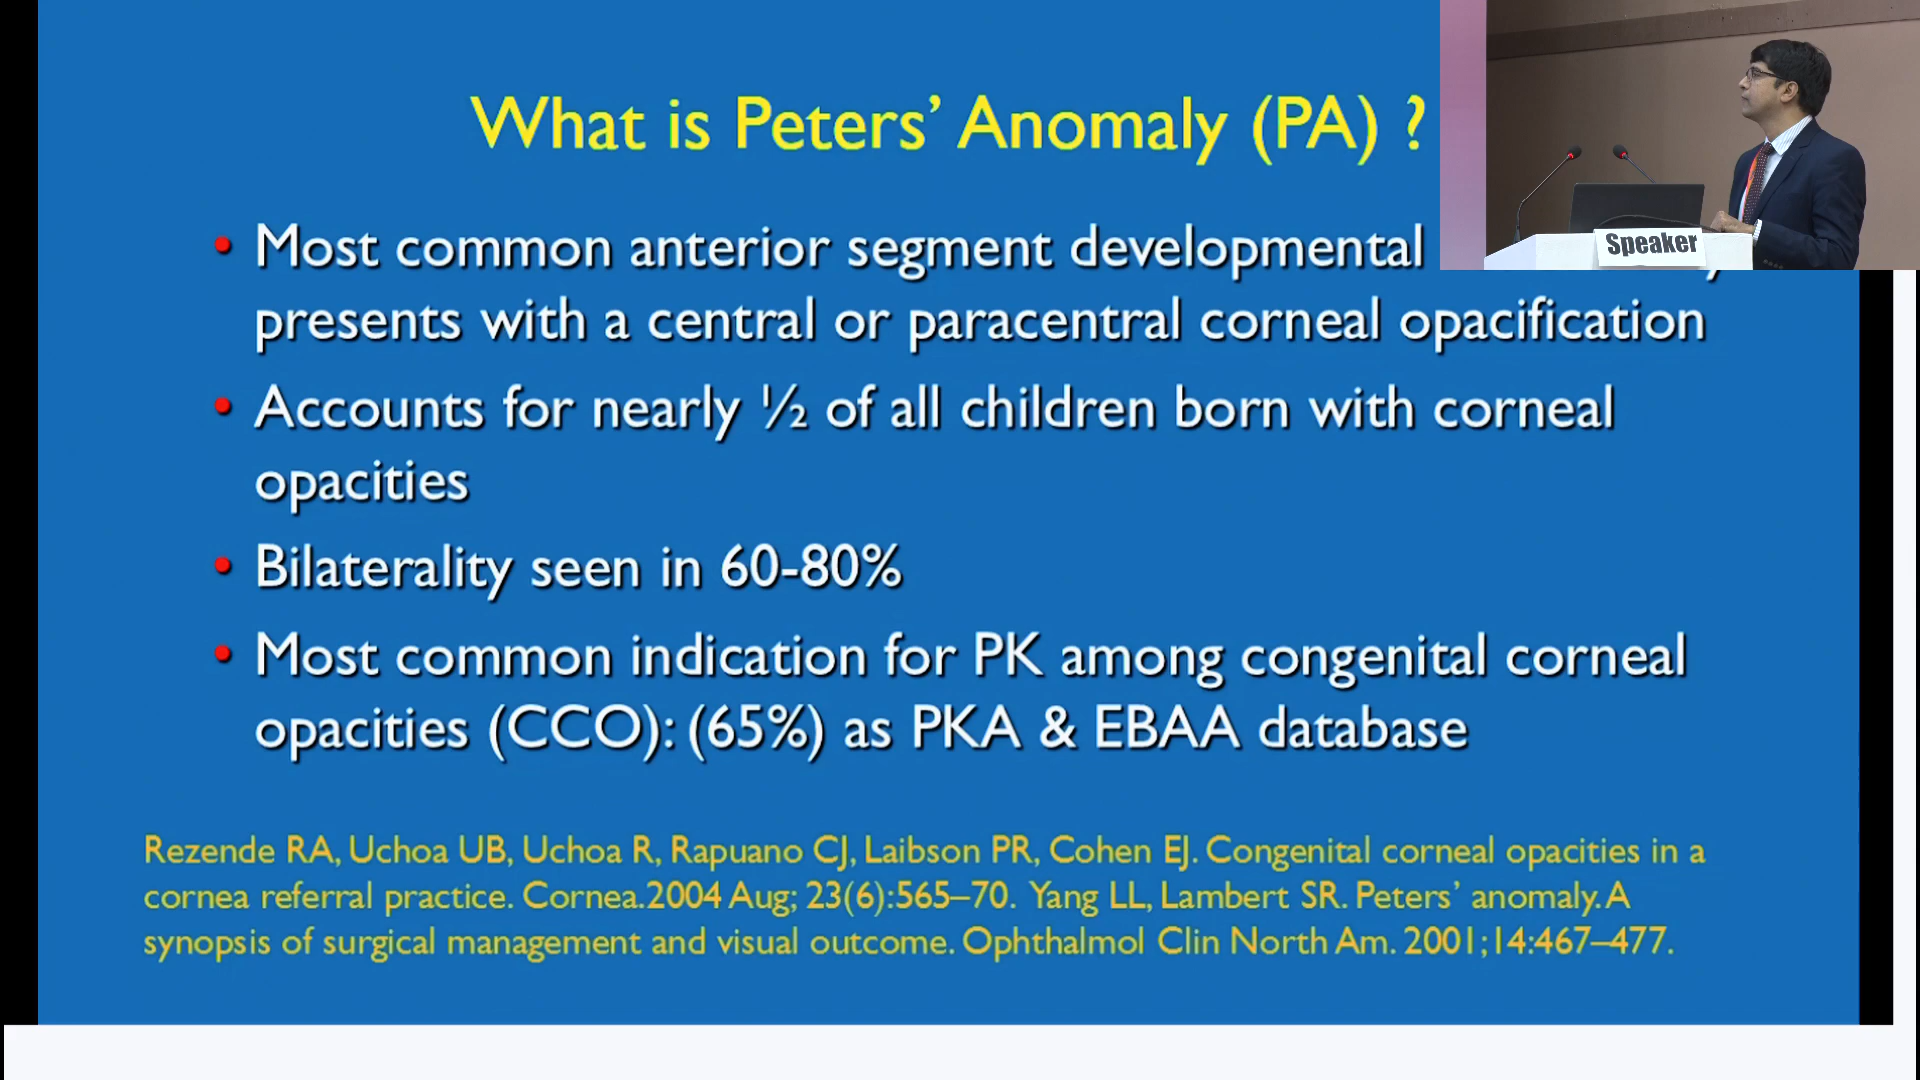 What is Peters’ Anomaly (PA) ?
• Most common anterior segment developmental
presents with a central or paracentral corneal opacification
• Accounts for nearly ½ of all children born with corneal
opacities
• Bilaterality seen in 60-80%
• Most common indication for PK among congenital corneal
opacities (CCO): (65%) as PKA & EBAA database
Rezende RA, Uchoa UB, Uchoa R, Rapuano CJ, Laibson PR, Cohen EJ. Congenital corneal opacities in a
cornea referral practice. Cornea.2004 Aug; 23(6):565–70. Yang LL, Lambert SR. Peters’ anomaly. A
synopsis of surgical management and visual outcome. Ophthalmol Clin North Am. 2001;14:467–477.
Speaker